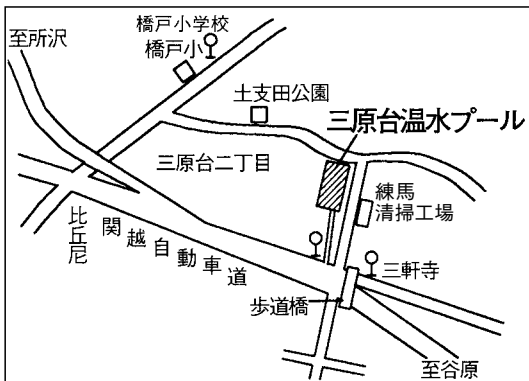 橋戸小学校
橋戸小
至所沢
土支田公園
三原台温水プール
三原台二丁目
練馬
清掃工場
比丘尼
関越自動車道
三軒寺
歩道橋
至谷原